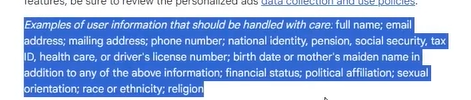 features, be sure to review the personalized ads data collection and use policies.
Examples of user information that should be handled with care: full name; email
address; mailing address; phone number; national identity, pension, social security, tax
ID, health care, or driver's license number; birth date or mother's maiden name in
addition to any of the above information; financial status; political affiliation; sexual
orientation; race or ethnicity; religion